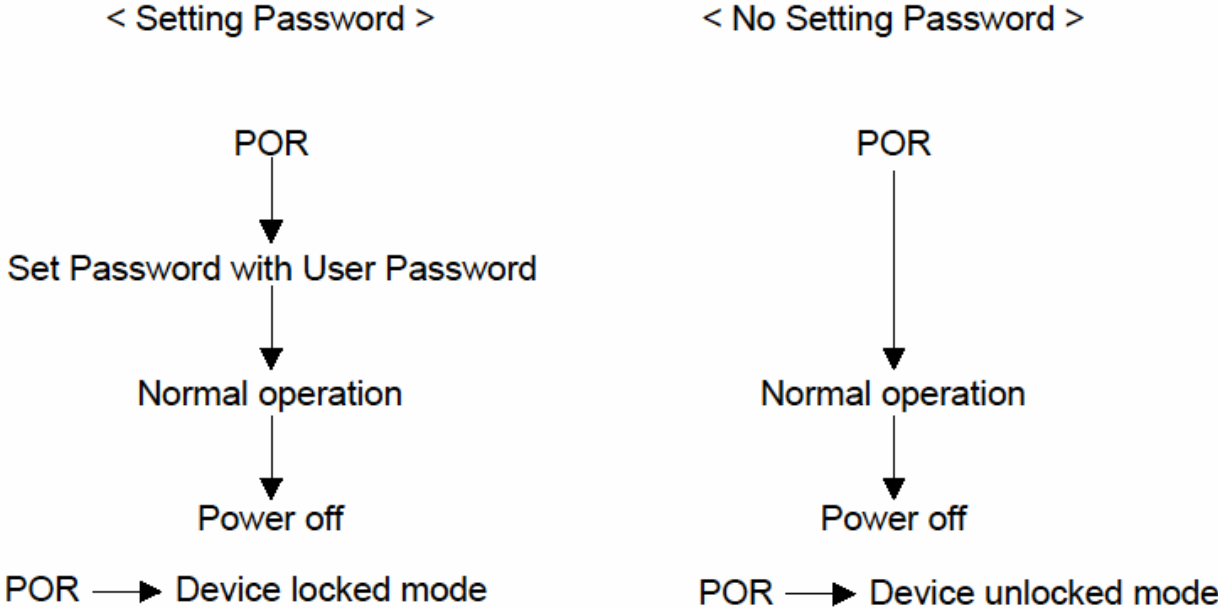 < Setting Password >
POR
Set Password with User Password
Normal operation
Power off
POR Device locked mode
< No Setting Password >
POR
Normal operation
Power off
POR Device unlocked mode